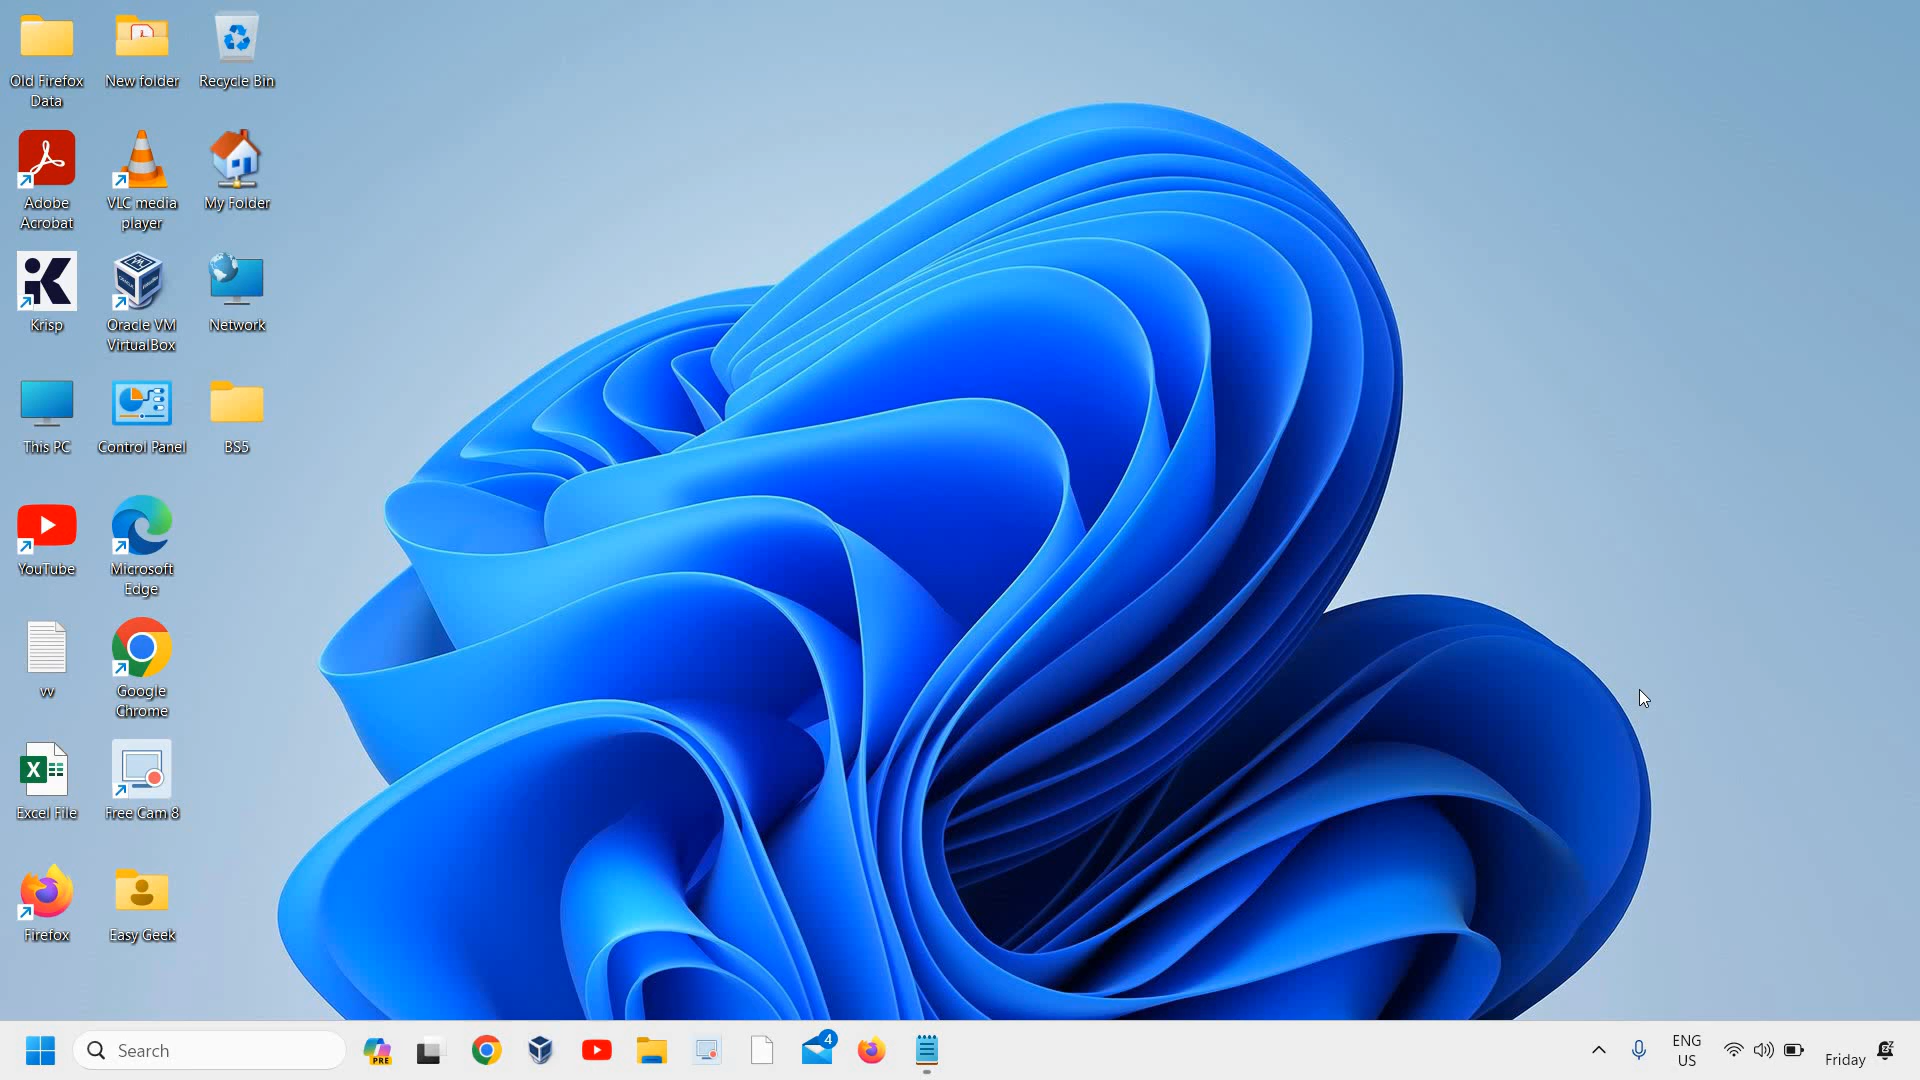 Old Firefox
Data
New folder
Recycle Bin
Adobe
Acrobat
VLC media
player
My Folder
Krisp
Oracle VM
VirtualBox
Network
This PC
Control Panel
BS5
YouTube
Microsoft
Edge
vv
Google
Chrome
Excel File
Free Cam 8
Firefox
Easy Geek
Search
PRE
4
ENG
US
Friday